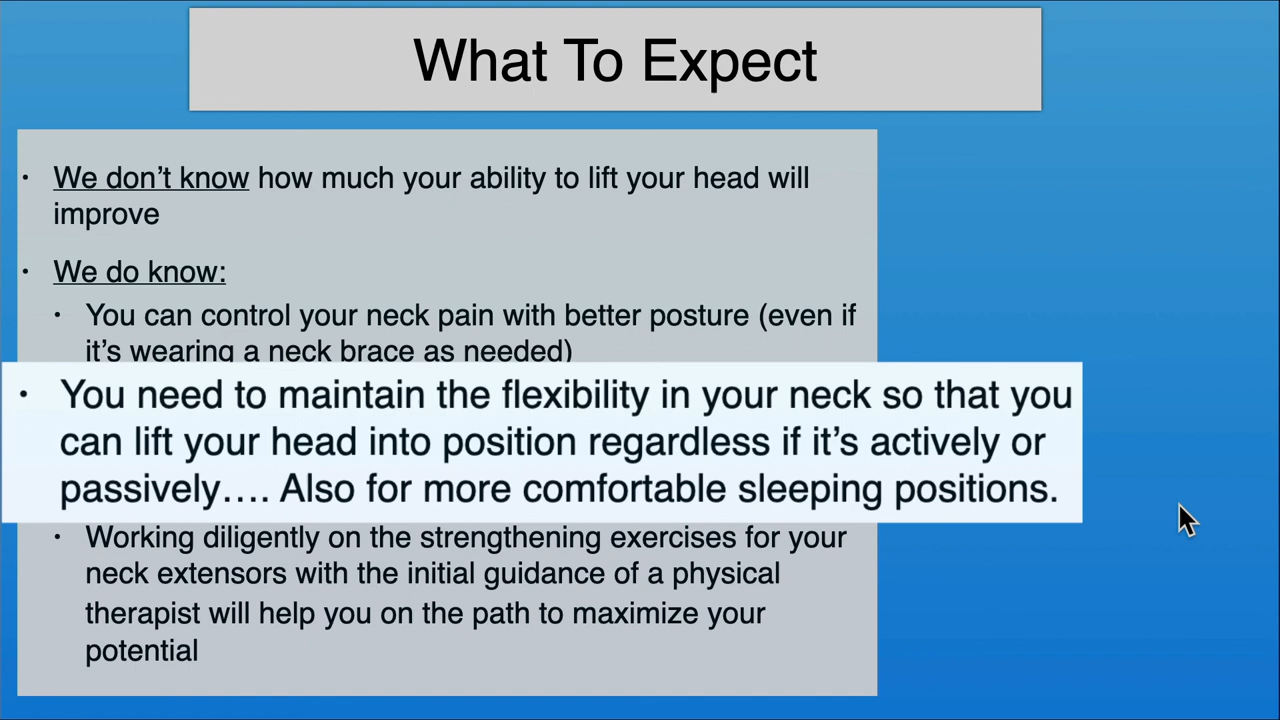 What To Expect
• We don't know how much your ability to lift your head will
improve
• We do know:
• You can control your neck pain with better posture (even if
it's wearing a neck brace as needed)
• You need to maintain the flexibility in your neck so that you
can lift your head into position regardless if it's actively or
passively…. Also for more comfortable sleeping positions.
• Working diligently on the strengthening exercises for your
neck extensors with the initial guidance of a physical
therapist will help you on the path to maximize your
potential